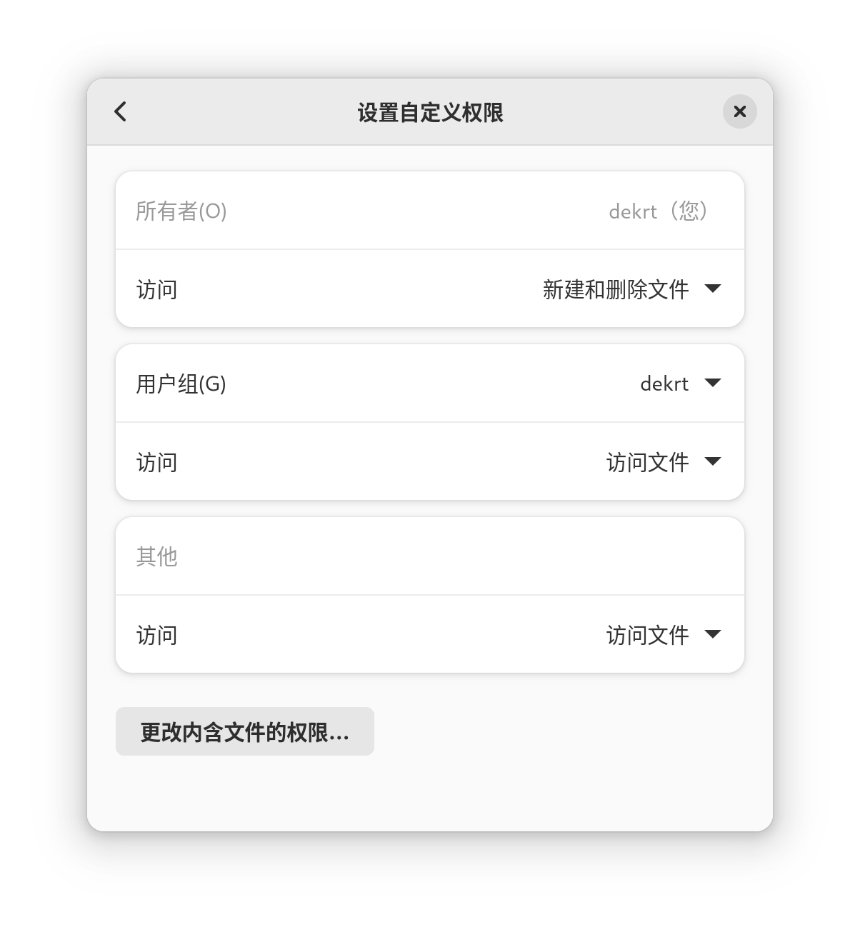 设置自定义权限
所有者(O) dekrt（您）
访问 新建和删除文件
用户组(G) dekrt
访问 访问文件
其他
访问 访问文件
更改内含文件的权限…